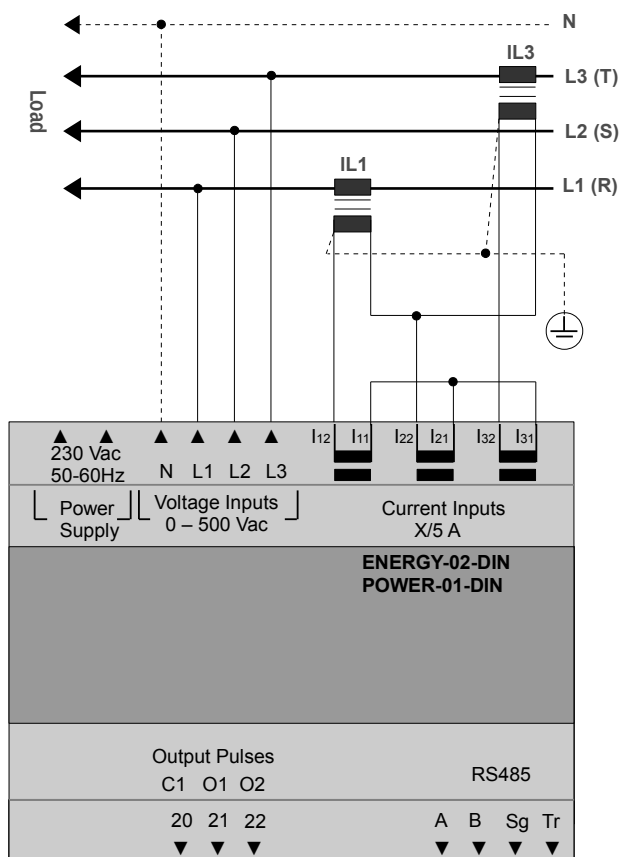 N
IL3
L3 (T)
Load
L2 (S)
IL1
L1 (R)
230 Vac
50-60Hz
N L1 L2 L3
I12 I11 I22 I21 I32 I31
Power
Supply
Voltage Inputs
0 – 500 Vac
Current Inputs
X/5 A
ENERGY-02-DIN
POWER-01-DIN
Output Pulses
C1 O1 O2
RS485
20 21 22
A B Sg Tr